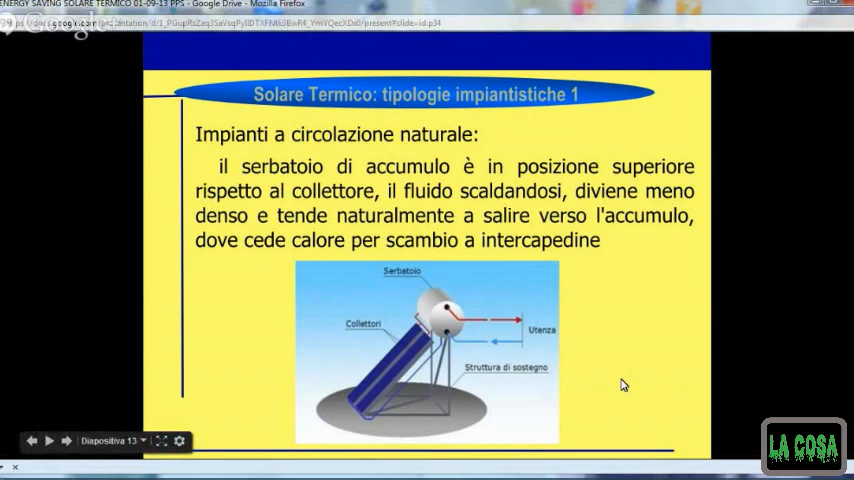 ENERGY SAVING SOLARE TERMICO 01-09-13 PPS - Google Drive - Mozilla Firefox
Google
Solare Termico: tipologie impiantistiche 1
Impianti a circolazione naturale:
il serbatoio di accumulo è in posizione superiore
rispetto al collettore, il fluido scaldandosi, diviene meno
denso e tende naturalmente a salire verso l'accumulo,
dove cede calore per scambio a intercapedine
Serbatoio
Collettori
Utenza
Struttura di sostegno
Diapositiva 13
LA COSA